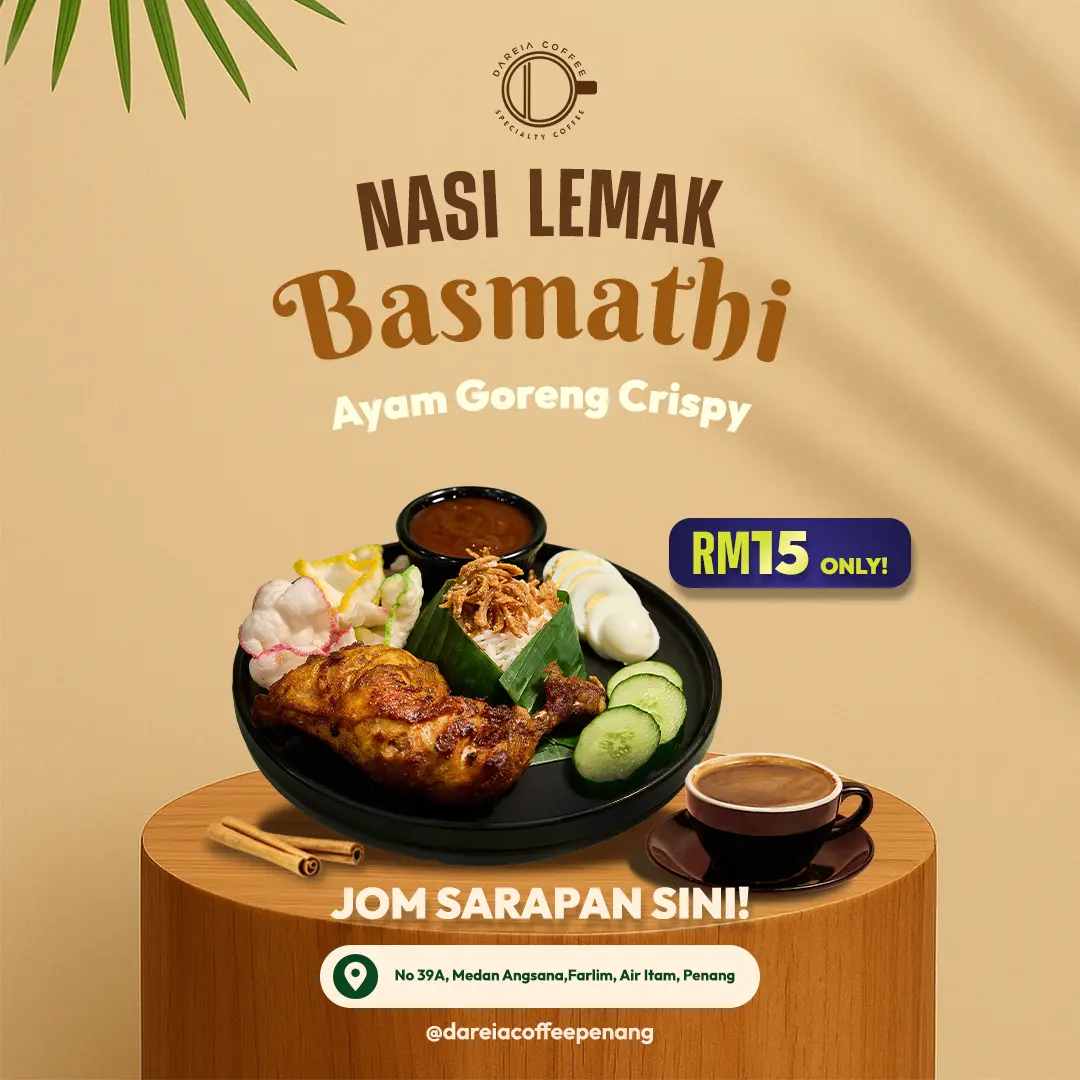 DAREIA COFFEE
SPECIALTY COFFEE
NASI LEMAK
Basmathi
Ayam Goreng Crispy
RM15 ONLY!
JOM SARAPAN SINI!
No 39A, Medan Angsana,Farlim, Air Itam, Penang
@dareiacoffeepenang